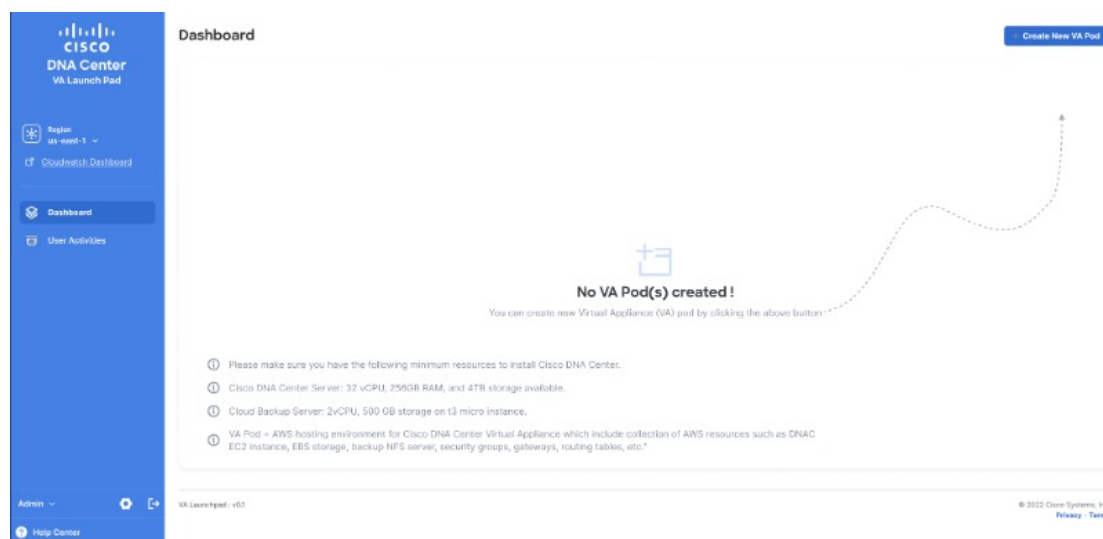 CISCO
DNA Center
VA Launch Pad
Region
us-east-1
Cloudwatch Dashboard
Dashboard
User Activities
Admin
Help Center
Dashboard
Create New VA Pod
No VA Pod(s) created !
You can create new Virtual Appliance (VA) pod by clicking the above button
Please make sure you have the following minimum resources to install Cisco DNA Center.
Cisco DNA Center Server: 32 vCPU, 256GB RAM, and 4TB storage available.
Cloud Backup Server: 2vCPU, 500 GB storage on t3 micro instance.
VA Pod = AWS hosting environment for Cisco DNA Center Virtual Appliance which include collection of AWS resources such as DNAC
EC2 instance, EBS storage, backup NFS server, security groups, gateways, routing tables, etc."
VA Launchpad : v0.1
© 2022 Cisco Systems,
Privacy -